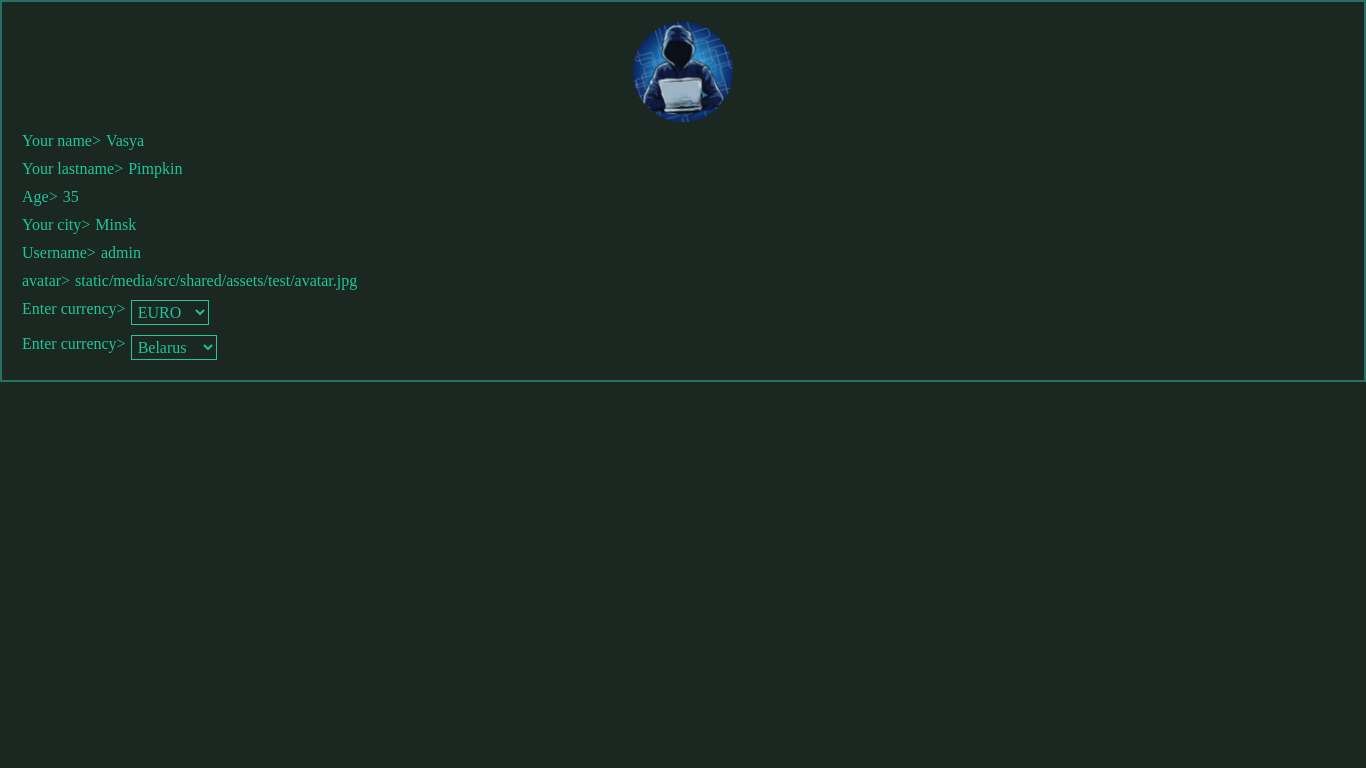 Your name> Vasya
Your lastname> Pimpkin
Age> 35
Your city> Minsk
Username> admin
avatar> static/media/src/shared/assets/test/avatar.jpg
Enter currency> EURO
Enter currency> Belarus